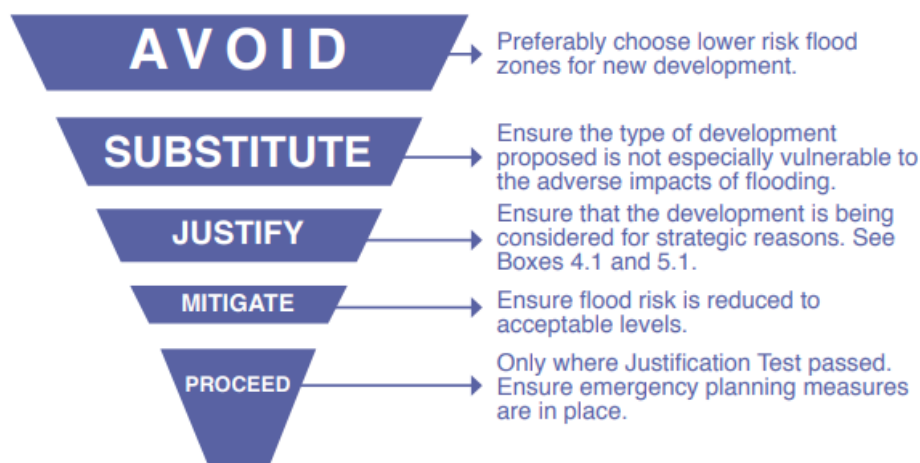 AVOID
Preferably choose lower risk flood
zones for new development.
SUBSTITUTE
Ensure the type of development
proposed is not especially vulnerable to
the adverse impacts of flooding.
JUSTIFY
Ensure that the development is being
considered for strategic reasons. See
Boxes 4.1 and 5.1.
MITIGATE
Ensure flood risk is reduced to
acceptable levels.
PROCEED
Only where Justification Test passed.
Ensure emergency planning measures
are in place.